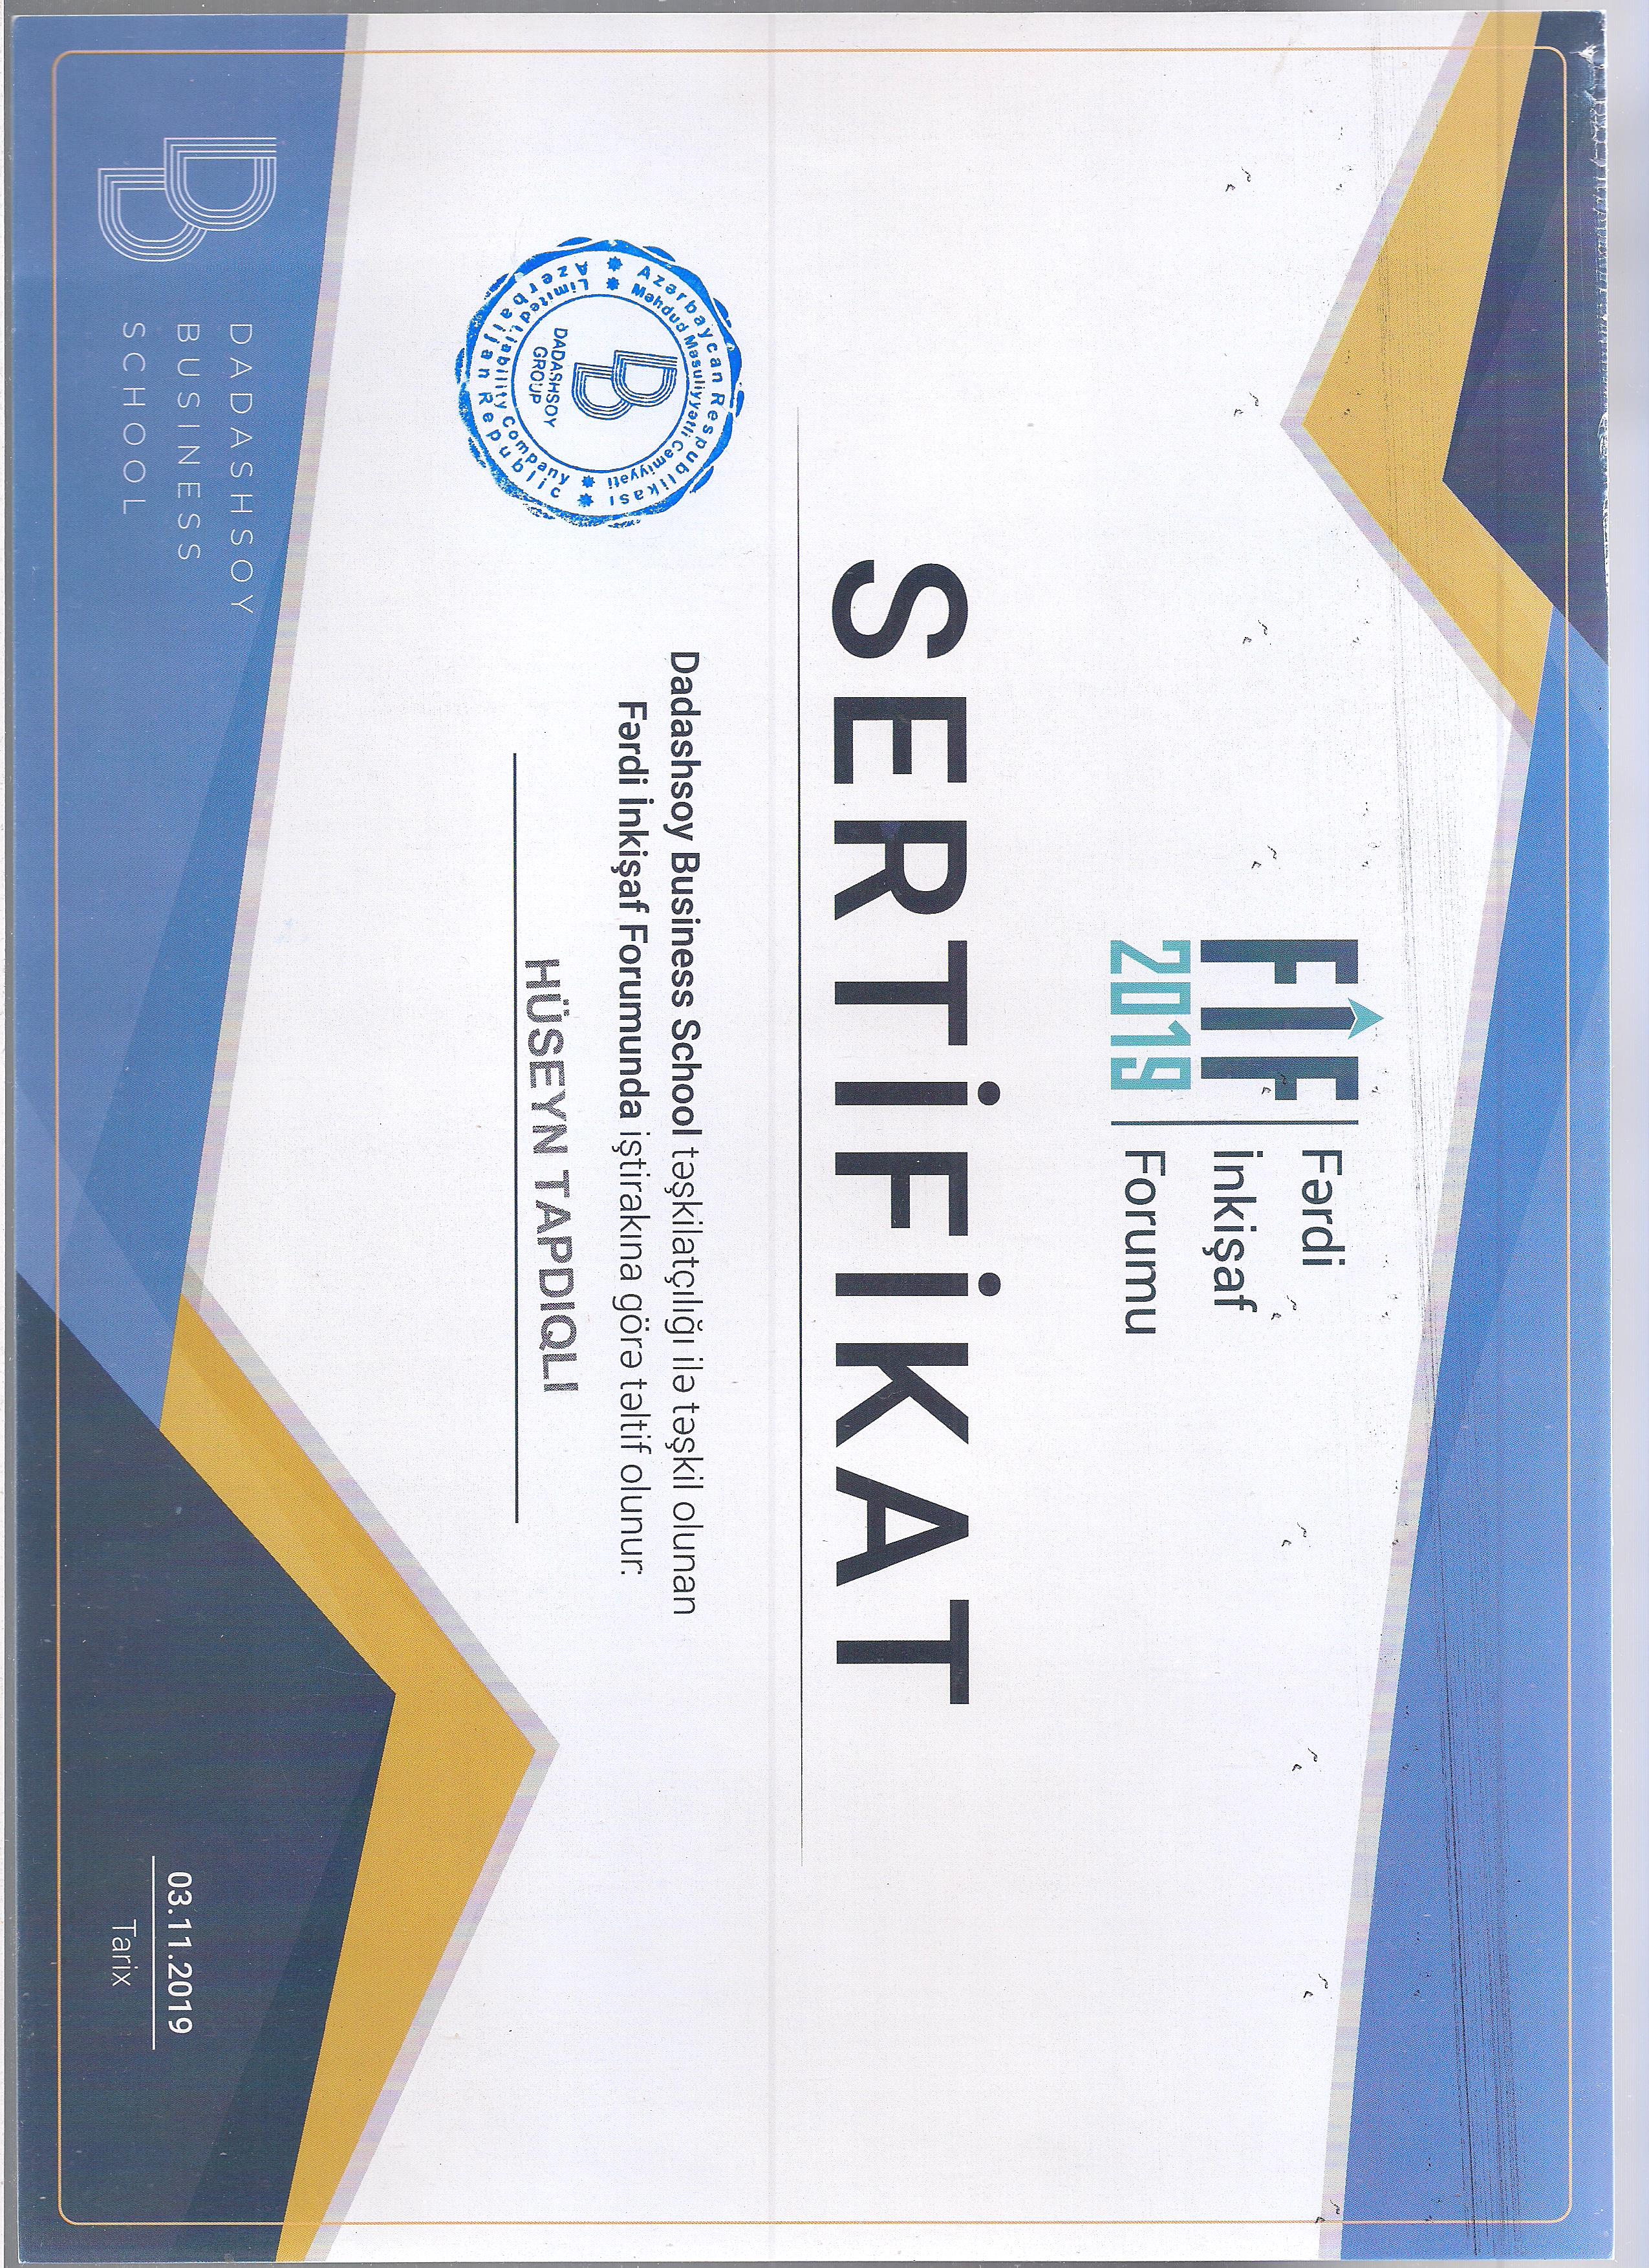 FİF
2019
Fərdi
İnkişaf
Forumu
SERTİFİKAT
Dadashsoy Business School təşkilatçılığı ilə təşkil olunan
Fərdi İnkişaf Forumunda iştirakına görə təltif olunur:
HÜSEYN TAPDIQLI
Azərbaycan Respublikası
Məhdud Məsuliyyətli Cəmiyyəti
DADASHSOY
GROUP
Limited Liability Company
Azerbaijan Republic
DADASHSOY
BUSINESS
SCHOOL
03.11.2019
Tarix